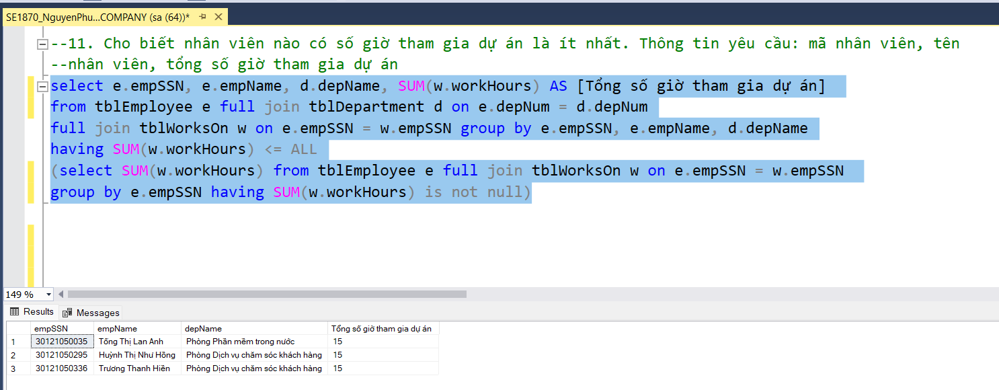 SE1870_NguyenPhu...COMPANY (sa (64))*
--11. Cho biết nhân viên nào có số giờ tham gia dự án là ít nhất. Thông tin yêu cầu: mã nhân viên, tên
--nhân viên, tổng số giờ tham gia dự án
select e.empSSN, e.empName, d.depName, SUM(w.workHours) AS [Tổng số giờ tham gia dự án]
from tblEmployee e full join tblDepartment d on e.depNum = d.depNum
full join tblWorksOn w on e.empSSN = w.empSSN group by e.empSSN, e.empName, d.depName
having SUM(w.workHours) <= ALL
(select SUM(w.workHours) from tblEmployee e full join tblWorksOn w on e.empSSN = w.empSSN
group by e.empSSN having SUM(w.workHours) is not null)
149 %
Results Messages
empSSN empName depName Tổng số giờ tham gia dự án
1 30121050035 Tống Thị Lan Anh Phòng Phần mềm trong nước 15
2 30121050295 Huỳnh Thị Như Hồng Phòng Dịch vụ chăm sóc khách hàng 15
3 30121050336 Trương Thanh Hiền Phòng Dịch vụ chăm sóc khách hàng 15